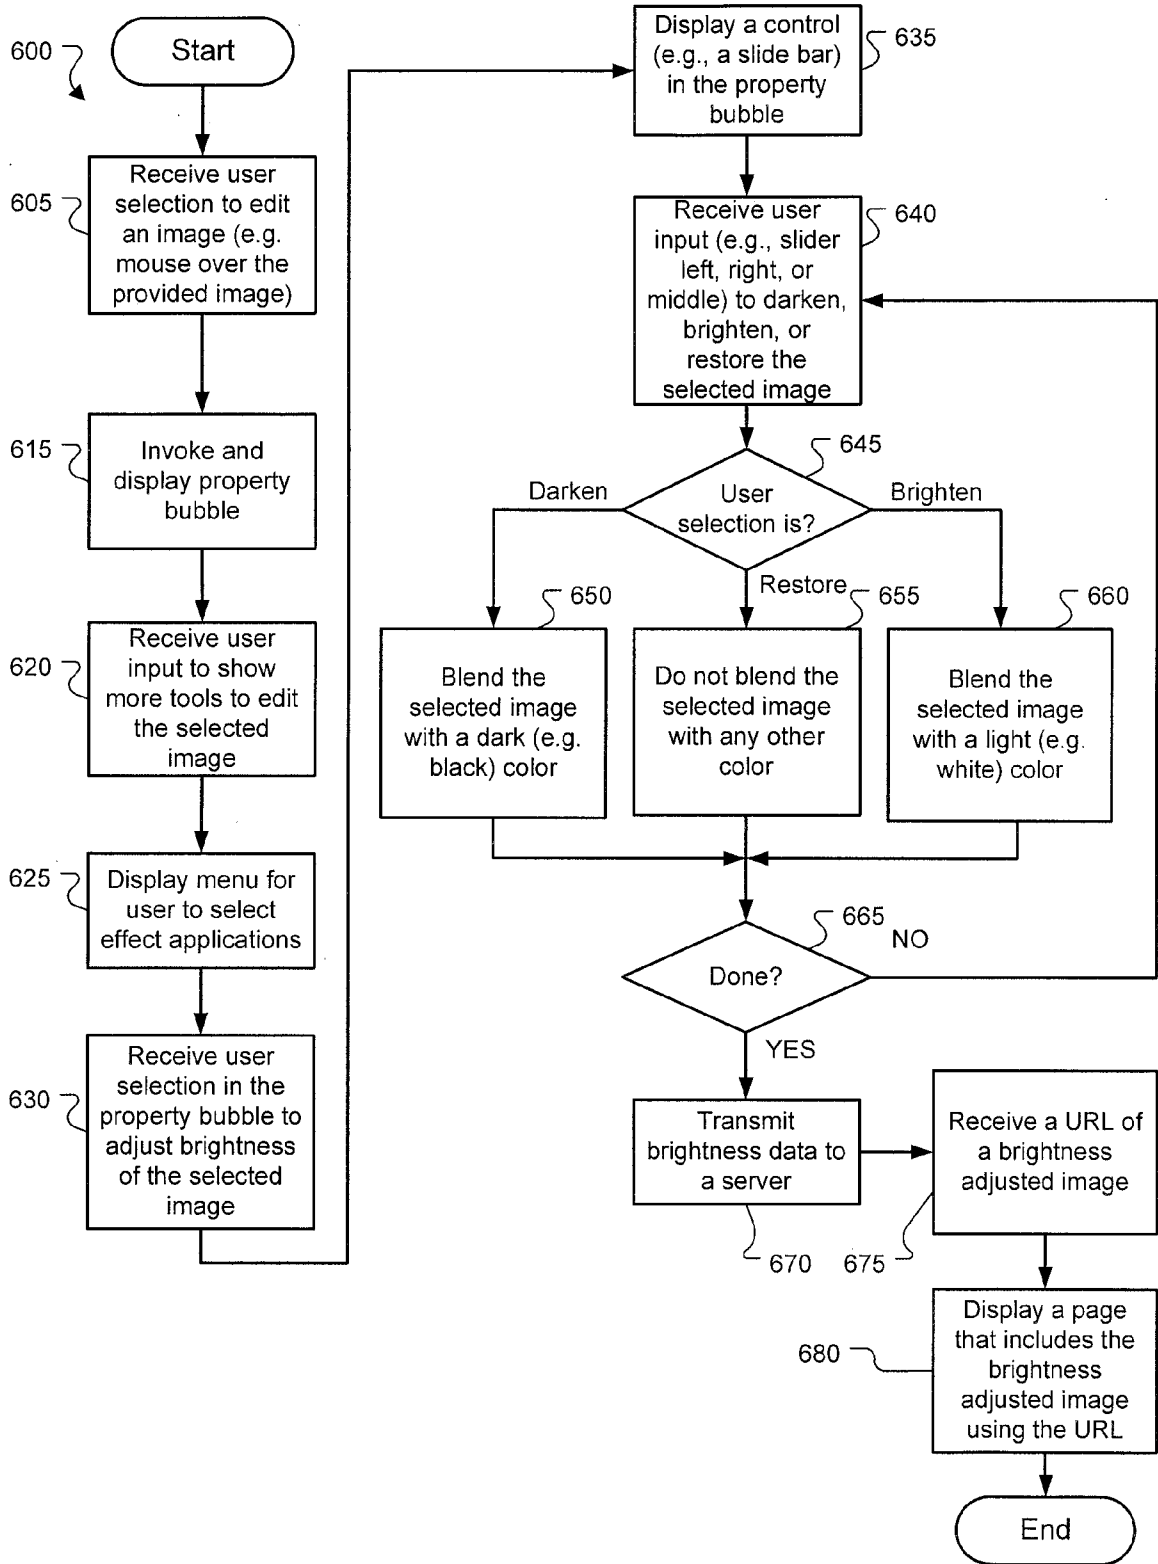 600
Start
605
Receive user
selection to edit
an image (e.g.
mouse over the
provided image)
615
Invoke and
display property
bubble
620
Receive user
input to show
more tools to edit
the selected
image
625
Display menu for
user to select
effect applications
630
Receive user
selection in the
property bubble to
adjust brightness
of the selected
image
635
Display a control
(e.g., a slide bar)
in the property
bubble
640
Receive user
input (e.g., slider
left, right, or
middle) to darken,
brighten, or
restore the
selected image
645
User
selection is?
Darken
Restore
Brighten
650
Blend the
selected image
with a dark (e.g.
black) color
655
Do not blend the
selected image
with any other
color
660
Blend the
selected image
with a light (e.g.
white) color
665
Done?
NO
YES
Transmit
brightness data to
a server
670
Receive a URL of
a brightness
adjusted image
675
680
Display a page
that includes the
brightness
adjusted image
using the URL
End